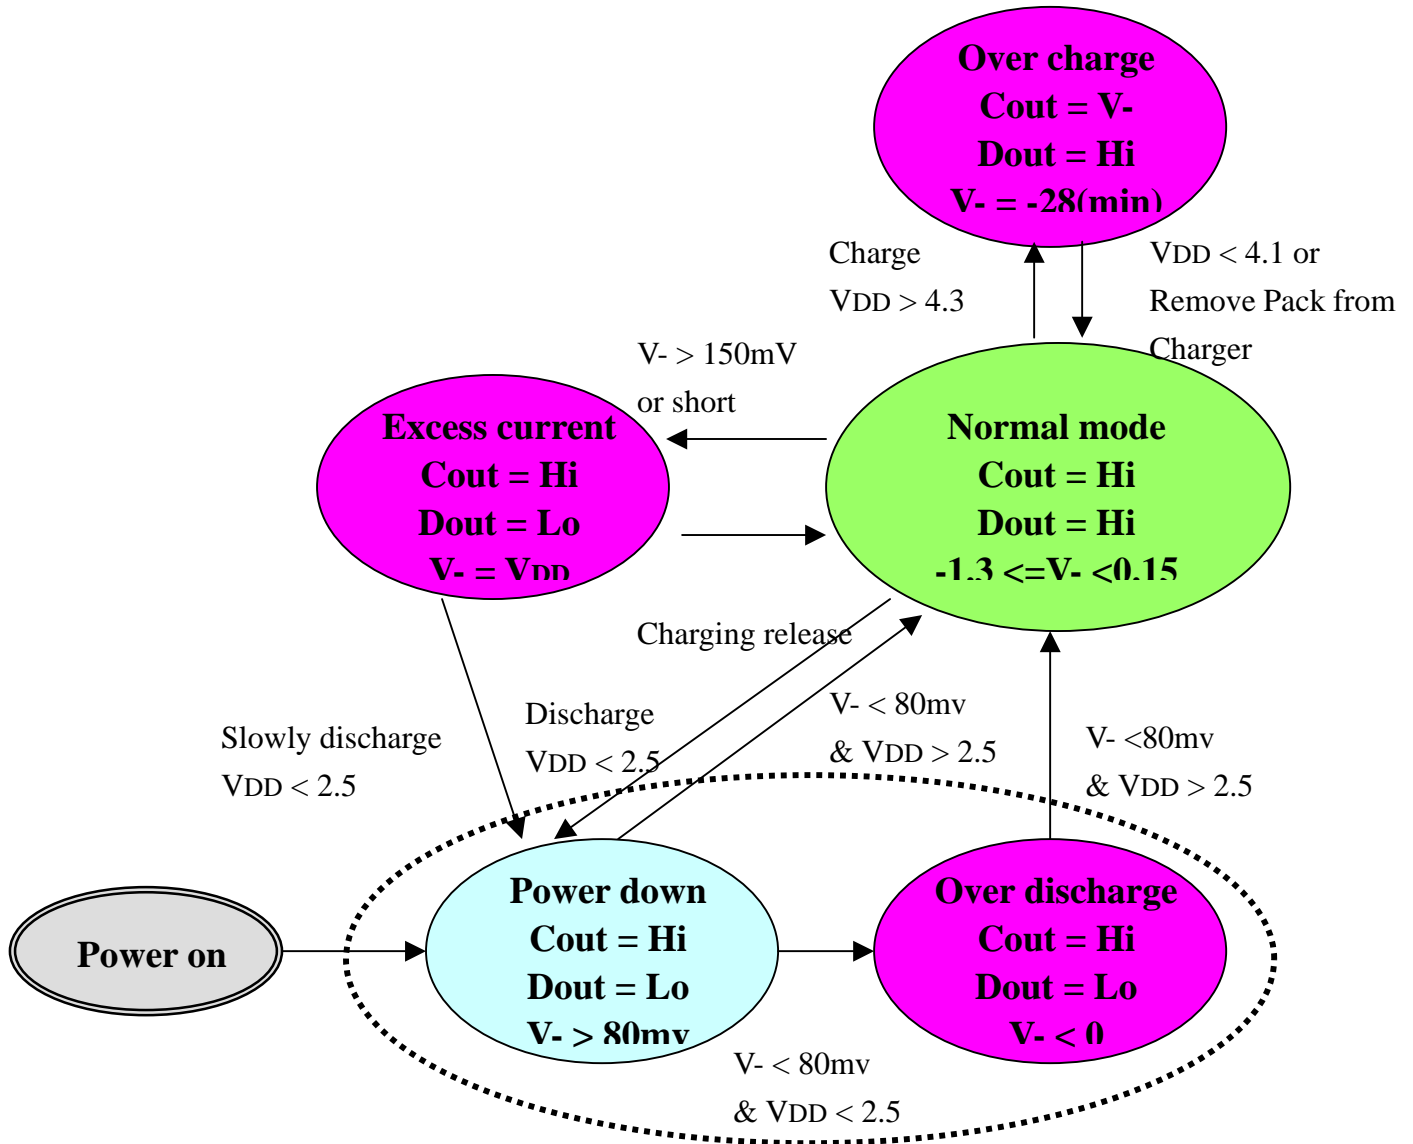 Over charge
Cout = V-
Dout = Hi
V- = -28(min)
Charge
VDD > 4.3
VDD < 4.1 or
Remove Pack from
Charger
V- > 150mV
or short
Excess current
Cout = Hi
Dout = Lo
V- = VDD
Normal mode
Cout = Hi
Dout = Hi
-1.3 <=V- <0.15
Charging release
Slowly discharge
VDD < 2.5
Discharge
VDD < 2.5
V- < 80mv
& VDD > 2.5
V- <80mv
& VDD > 2.5
Power on
Power down
Cout = Hi
Dout = Lo
V- > 80mv
Over discharge
Cout = Hi
Dout = Lo
V- < 0
V- < 80mv
& VDD < 2.5